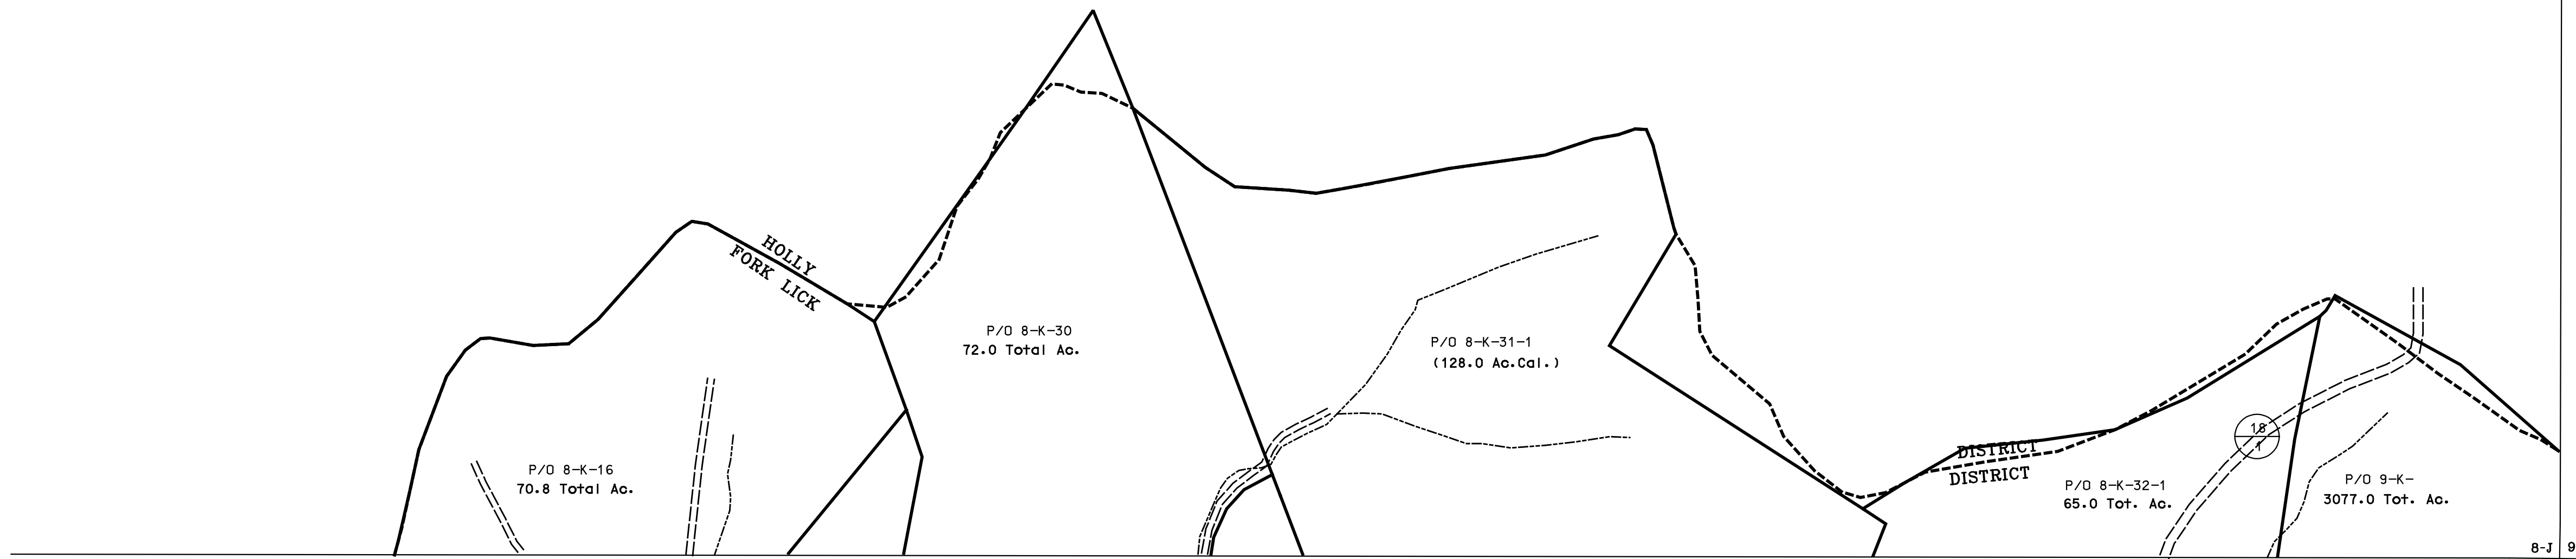 HOLLY
FORK LICK
P/O 8-K-30
72.0 Total Ac.
P/O 8-K-31-1
(128.0 Ac.Cal.)
P/O 8-K-16
70.8 Total Ac.
DISTRICT
DISTRICT
18
1
P/O 8-K-32-1
65.0 Tot. Ac.
P/O 9-K-
3077.0 Tot. Ac.
8-J
9